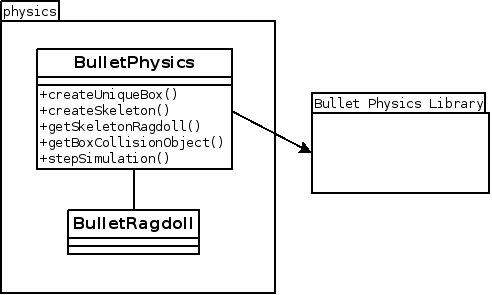 physics
BulletPhysics
+createUniqueBox()
+createSkeleton()
+getSkeletonRagdoll()
+getBoxCollisionObject()
+stepSimulation()
Bullet Physics Library
BulletRagdoll